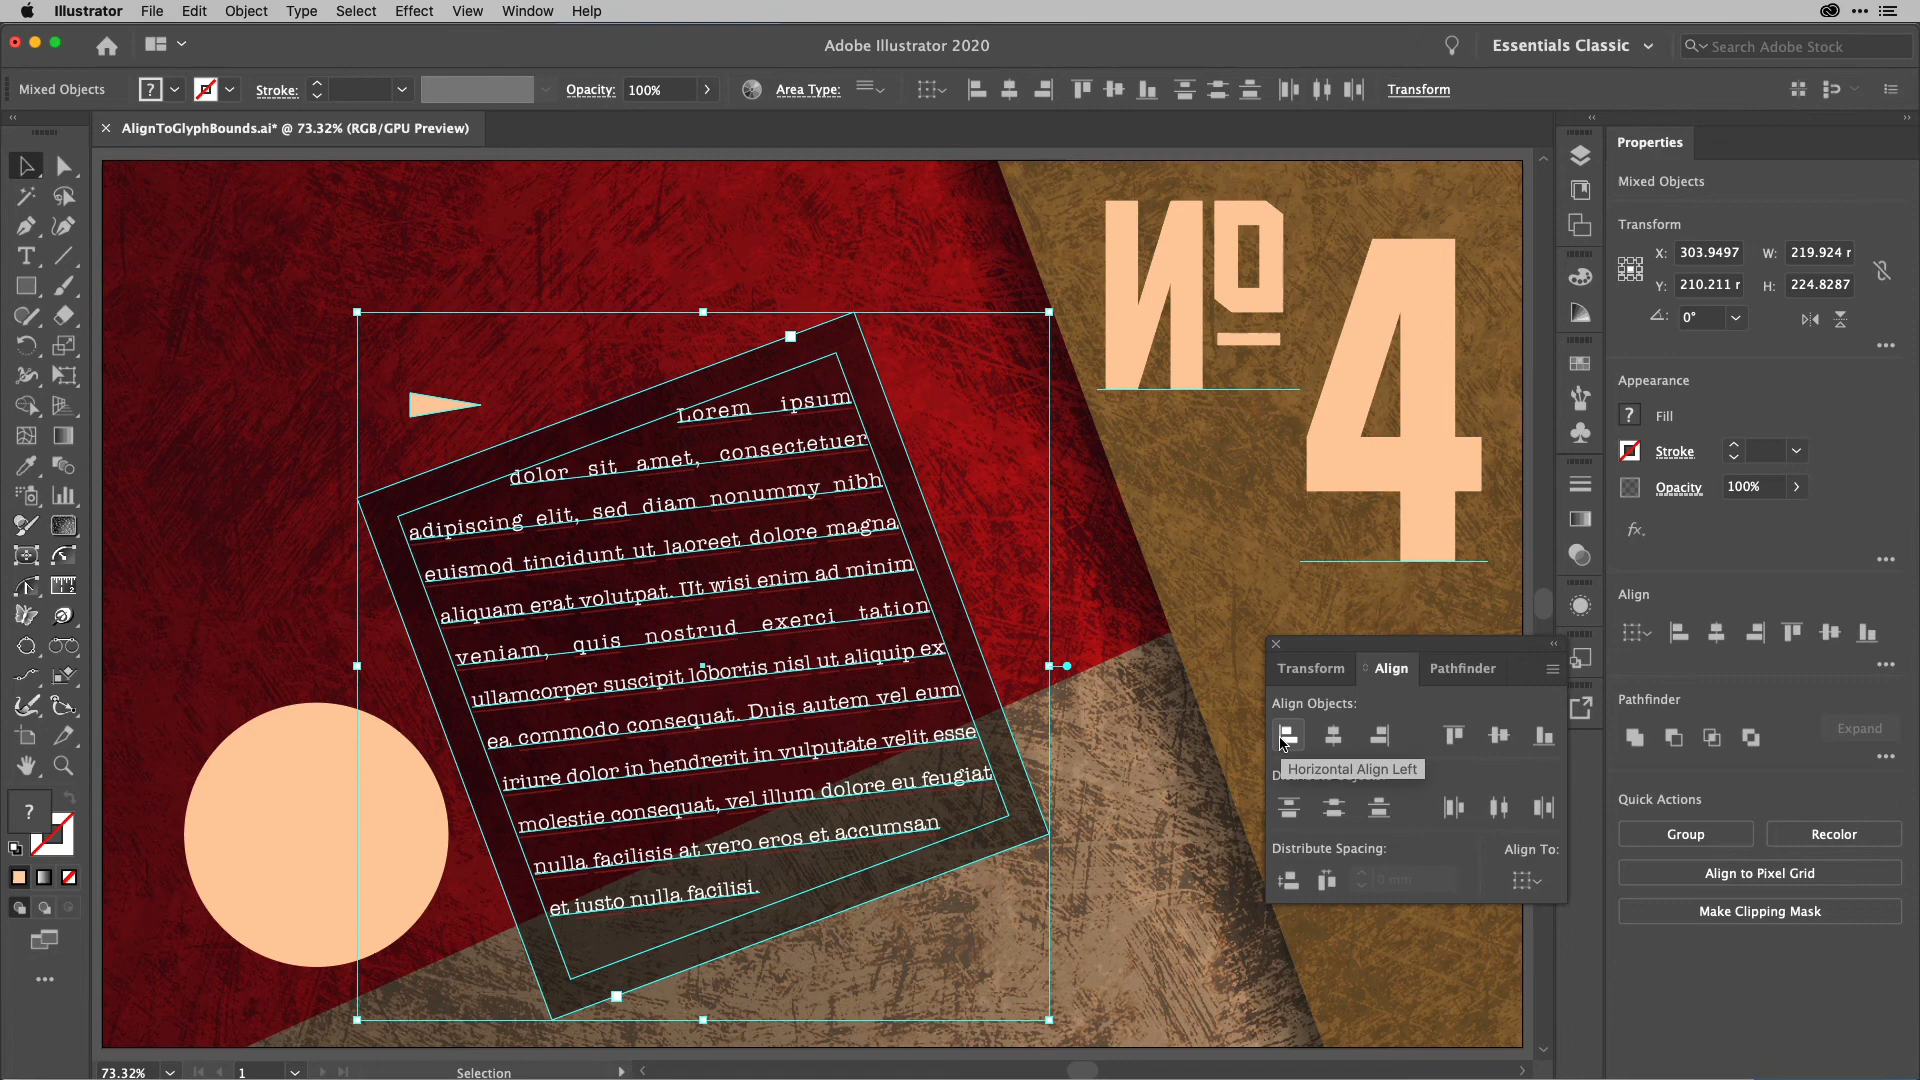 Illustrator File Edit Object Type Select Effect View Window Help
Adobe Illustrator 2020
Essentials Classic
Search Adobe Stock
Mixed Objects
?
Stroke:
Opacity: 100%
Area Type:
Transform
× AlignToGlyphBounds.ai* @ 73.32% (RGB/GPU Preview)
Nº
4
Lorem ipsum
dolor sit amet, consectetuer
adipiscing elit, sed diam nonummy nibh
euismod tincidunt ut laoreet dolore magna
aliquam erat volutpat. Ut wisi enim ad minim
veniam, quis nostrud exerci tation
ullamcorper suscipit lobortis nisl ut aliquip ex
ea commodo consequat. Duis autem vel eum
iriure dolor in hendrerit in vulputate velit esse
molestie consequat, vel illum dolore eu feugiat
nulla facilisis at vero eros et accumsan
et iusto nulla facilisi.
Transform Align Pathfinder
Align Objects:
Horizontal Align Left
Distribute Spacing:
Align To:
0 mm
Properties
Mixed Objects
Transform
X: 303.9497 W: 219.924 r
Y: 210.211 r H: 224.8287
0°
Appearance
? Fill
Stroke
Opacity 100%
fx.
Align
Pathfinder
Expand
Quick Actions
Group Recolor
Align to Pixel Grid
Make Clipping Mask
?
73.32% 1 Selection